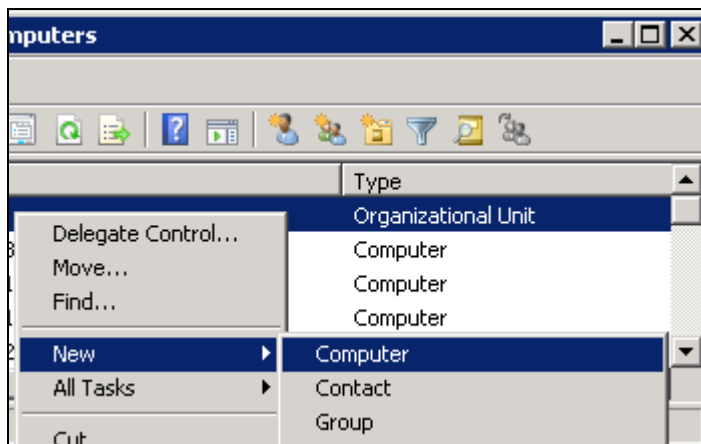 mputers
Type
Organizational Unit
Delegate Control...
Computer
Move...
Computer
Find...
Computer
New
Computer
All Tasks
Contact
Group
Cut